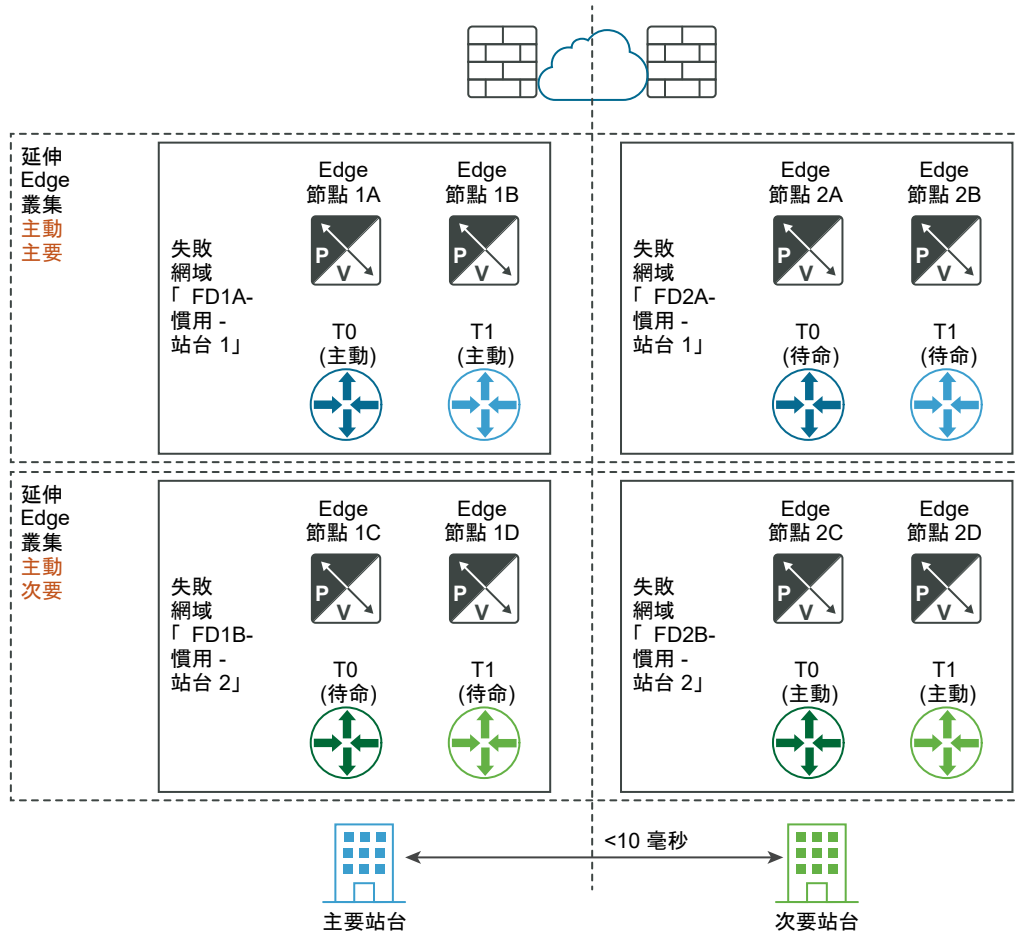 延伸
Edge
叢集
主動
主要
失敗
網域
「 FD1A-
慣用 -
站台 1」
Edge
節點 1A
P
V
T0
(主動)
Edge
節點 1B
P
V
T1
(主動)
失敗
網域
「 FD2A-
慣用 -
站台 1」
Edge
節點 2A
P
V
T0
(待命)
Edge
節點 2B
P
V
T1
(待命)
延伸
Edge
叢集
主動
次要
失敗
網域
「 FD1B-
慣用 -
站台 2」
Edge
節點 1C
P
V
T0
(待命)
Edge
節點 1D
P
V
T1
(待命)
失敗
網域
「 FD2B-
慣用 -
站台 2」
Edge
節點 2C
P
V
T0
(主動)
Edge
節點 2D
P
V
T1
(主動)
<10 毫秒
主要站台
次要站台